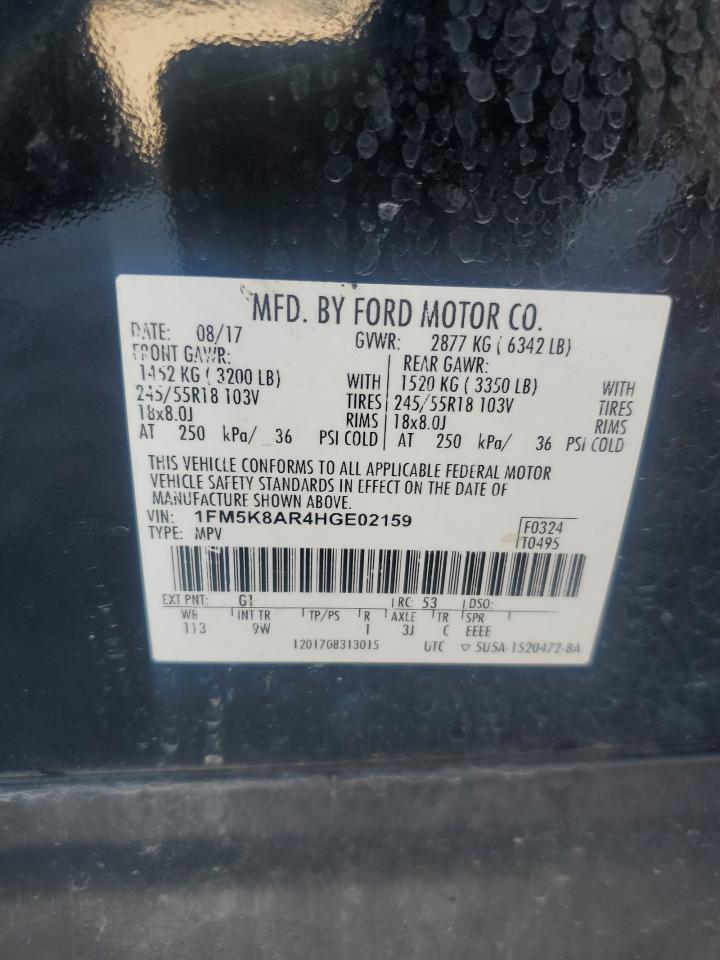 MFD. BY FORD MOTOR CO.
DATE: 08/17 GVWR: 2877 KG ( 6342 LB)
FRONT GAWR: REAR GAWR:
1452 KG ( 3200 LB) WITH 1520 KG ( 3350 LB) WITH
245/55R18 103V TIRES 245/55R18 103V TIRES
18x8.0J RIMS 18x8.0J RIMS
AT 250 kPa/ 36 PSI COLD AT 250 kPa/ 36 PSI COLD
THIS VEHICLE CONFORMS TO ALL APPLICABLE FEDERAL MOTOR
VEHICLE SAFETY STANDARDS IN EFFECT ON THE DATE OF
MANUFACTURE SHOWN ABOVE.
VIN: 1FM5K8AR4HGE02159 F0324
TYPE: MPV T0495
EXT PNT: G1 RC: 53 DSO:
WB INT TR TP/PS R AXLE TR SPR
113 9W 1 3J C EEEE
1201708313015 UTC ▽ 5U5A-1520472-8A